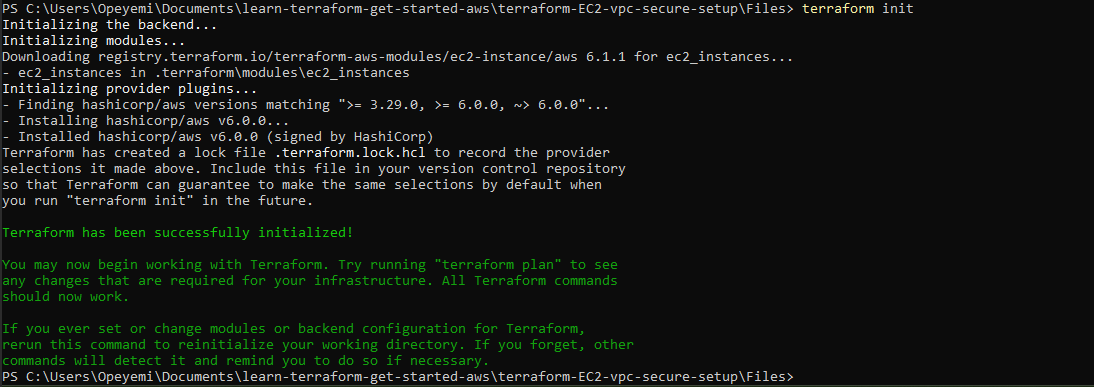 PS C:\Users\Opeyemi\Documents\learn-terraform-get-started-aws\terraform-EC2-vpc-secure-setup\Files> terraform init
Initializing the backend...
Initializing modules...
Downloading registry.terraform.io/terraform-aws-modules/ec2-instance/aws 6.1.1 for ec2_instances...
- ec2_instances in .terraform\modules\ec2_instances
Initializing provider plugins...
- Finding hashicorp/aws versions matching ">= 3.29.0, >= 6.0.0, ~> 6.0.0"...
- Installing hashicorp/aws v6.0.0...
- Installed hashicorp/aws v6.0.0 (signed by HashiCorp)
Terraform has created a lock file .terraform.lock.hcl to record the provider
selections it made above. Include this file in your version control repository
so that Terraform can guarantee to make the same selections by default when
you run "terraform init" in the future.
Terraform has been successfully initialized!
You may now begin working with Terraform. Try running "terraform plan" to see
any changes that are required for your infrastructure. All Terraform commands
should now work.
If you ever set or change modules or backend configuration for Terraform,
rerun this command to reinitialize your working directory. If you forget, other
commands will detect it and remind you to do so if necessary.
PS C:\Users\Opeyemi\Documents\learn-terraform-get-started-aws\terraform-EC2-vpc-secure-setup\Files>